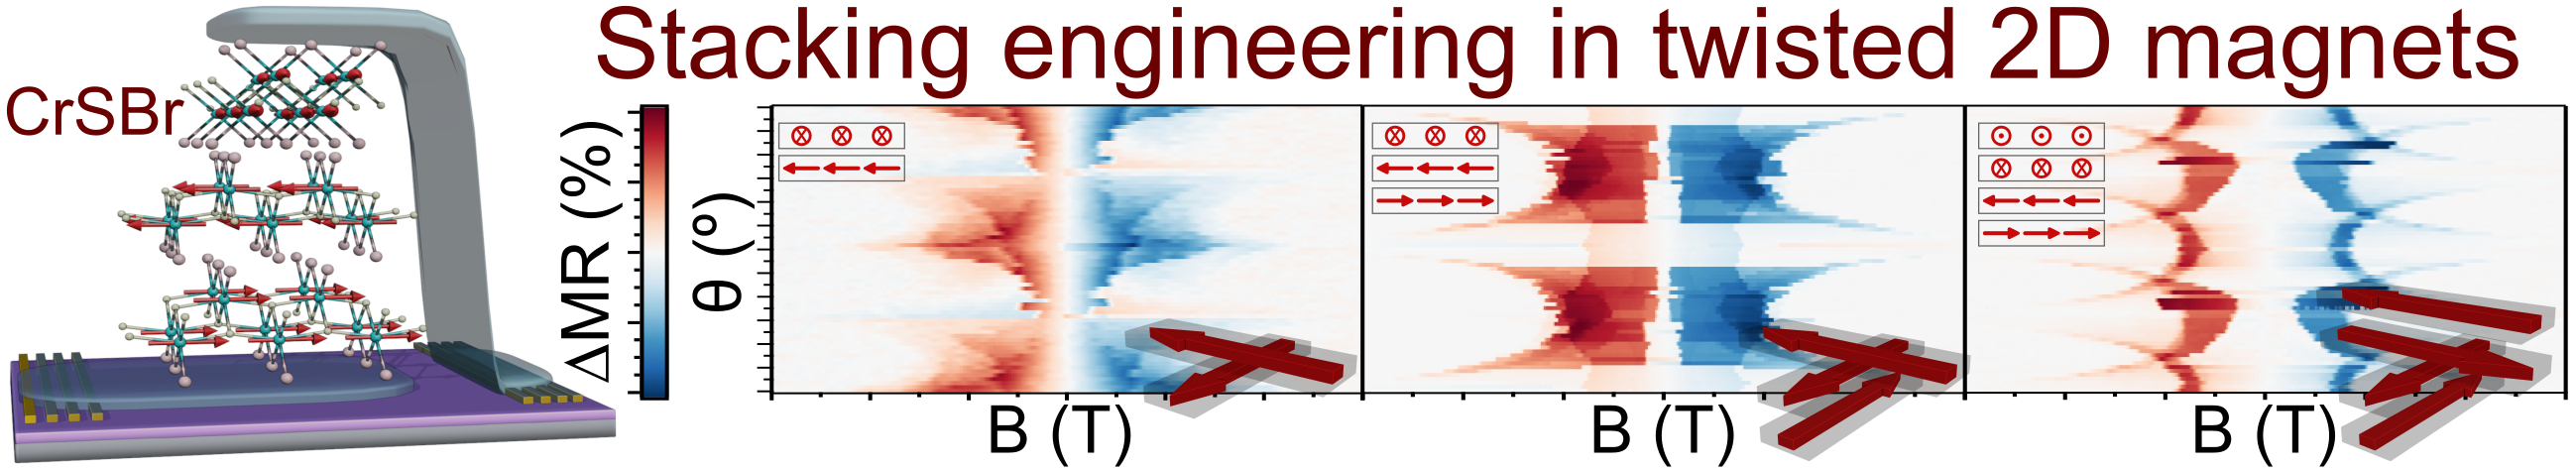 Stacking engineering in twisted 2D magnets
CrSBr
ΔMR (%)
θ (º)
B (T)
B (T)
B (T)